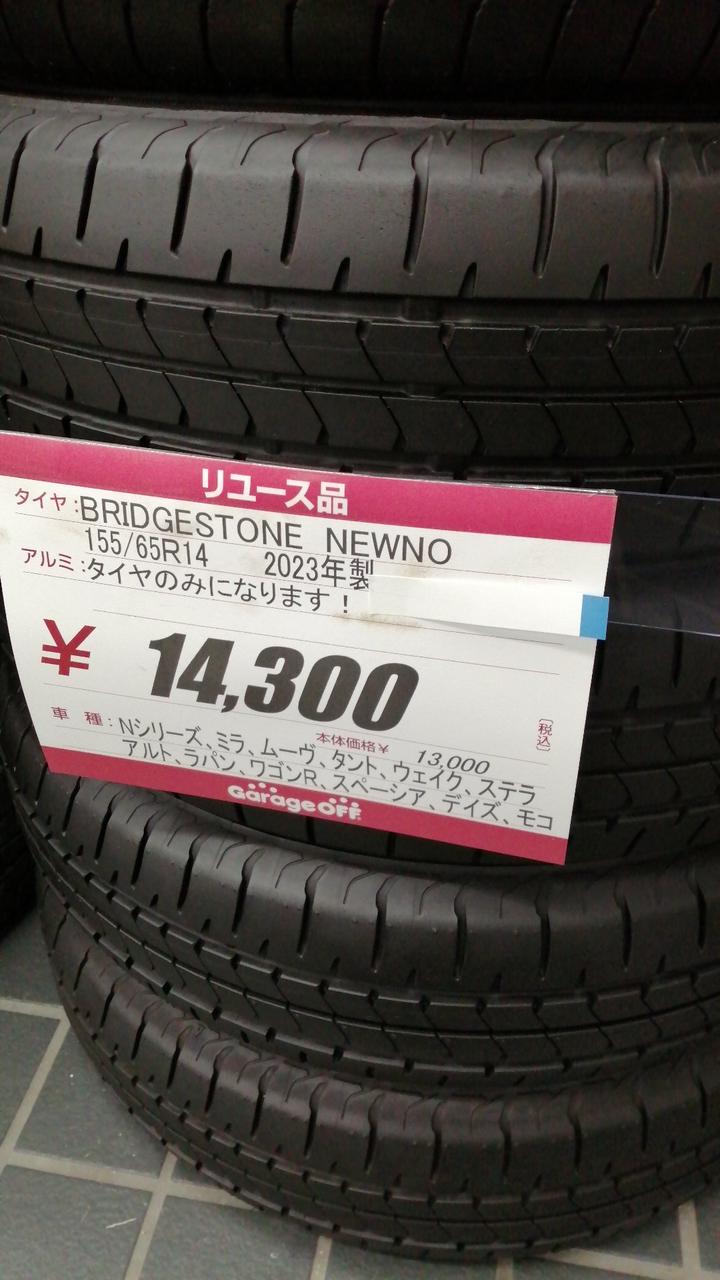 リユース品
タイヤ:BRIDGESTONE NEWNO
155/65R14 2023年製
アルミ:タイヤのみになります!
¥ 14,300
本体価格¥ 13,000 〔税込〕
車 種:Nシリーズ、ミラ、ムーヴ、タント、ウェイク、ステラ
アルト、ラパン、ワゴンR、スペーシア、デイズ、モコ
GarageOFF